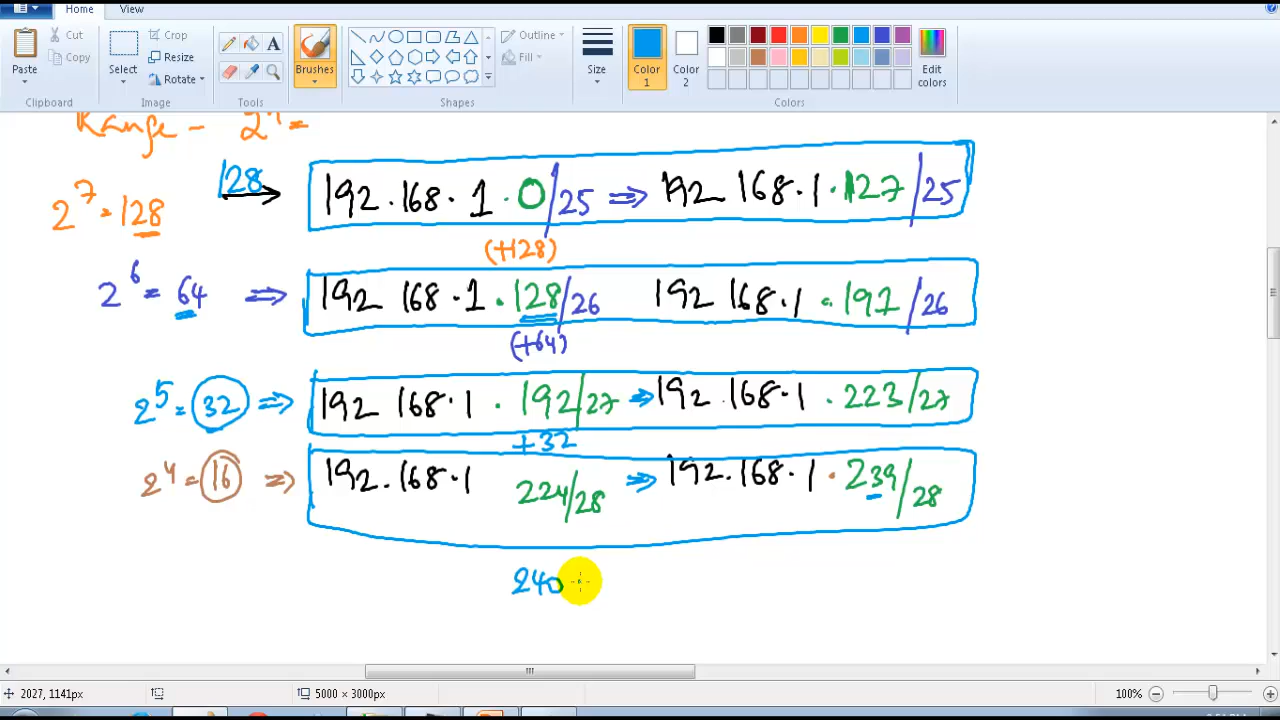 Home View
Cut
Copy
Paste
Crop
Resize
Rotate
Select
Brushes
Outline
Fill
Size
Color 1
Color 2
Edit colors
Clipboard Image Tools Shapes Colors
Range -
128
192.168.1.0/25 ⇒ 192 168.1.127/25
2^7 = 128
(+128)
2^6 = 64 ⇒ 192 168.1.128/26 192 168.1.191/26
(+64)
2^5 = 32 ⇒ 192 168.1.192/27 ⇒ 192.168.1.223/27
+32
2^4 = 16 ⇒ 192.168.1 224/28 ⇒ 192.168.1.239/28
240
2027, 1141px 5000 × 3000px 100%